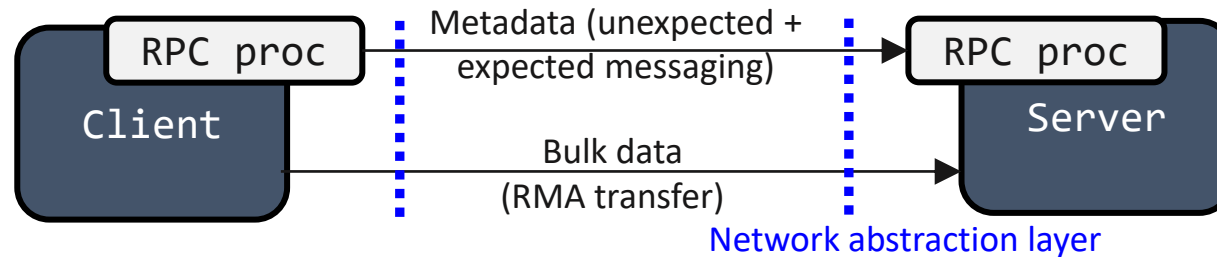 RPC proc
Client
Metadata (unexpected +
expected messaging)
Bulk data
(RMA transfer)
RPC proc
Server
Network abstraction layer